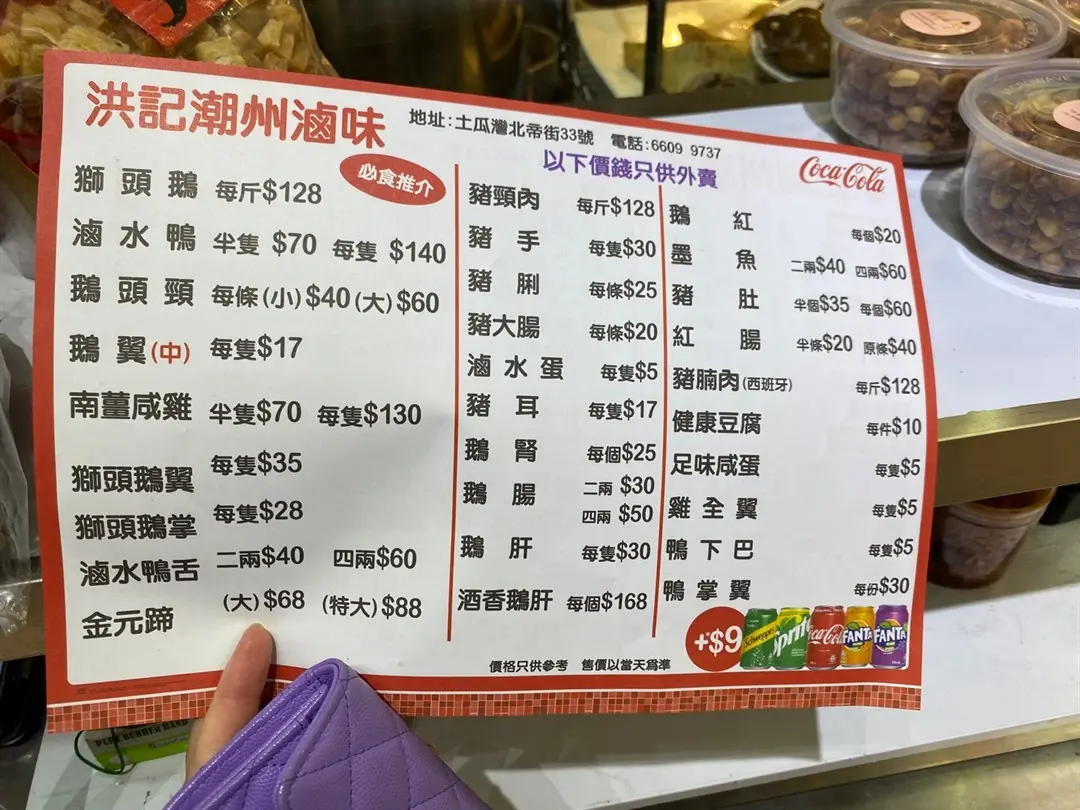 洪記潮州滷味
地址:土瓜灣北帝街33號 電話:6609 9737
必食推介
以下價錢只供外賣
Coca-Cola
獅頭鵝 每斤$128
滷水鴨 半隻$70 每隻$140
鵝頭頸 每條(小)$40(大)$60
鵝翼(中) 每隻$17
南薑咸雞 半隻$70 每隻$130
獅頭鵝翼 每隻$35
獅頭鵝掌 每隻$28
滷水鴨舌 二兩$40 四兩$60
金元蹄 (大)$68 (特大)$88
豬頸肉 每斤$128
豬手 每隻$30
豬脷 每條$25
豬大腸 每條$20
滷水蛋 每隻$5
豬耳 每隻$17
鵝腎 每個$25
鵝腸 二兩 $30
四兩 $50
鵝肝 每隻$30
酒香鵝肝 每個$168
鵝紅 每個$20
墨魚 二兩$40 四兩$60
豬肚 半個$35 每個$60
紅腸 半條$20 原條$40
豬腩肉(西班牙) 每斤$128
健康豆腐 每件$10
足味咸蛋 每隻$5
雞全翼 每隻$5
鴨下巴 每隻$5
鴨掌翼 每份$30
+$9
Schweppes
Sprite
Coca-Cola
FANTA
FANTA
價格只供參考 售價以當天為準